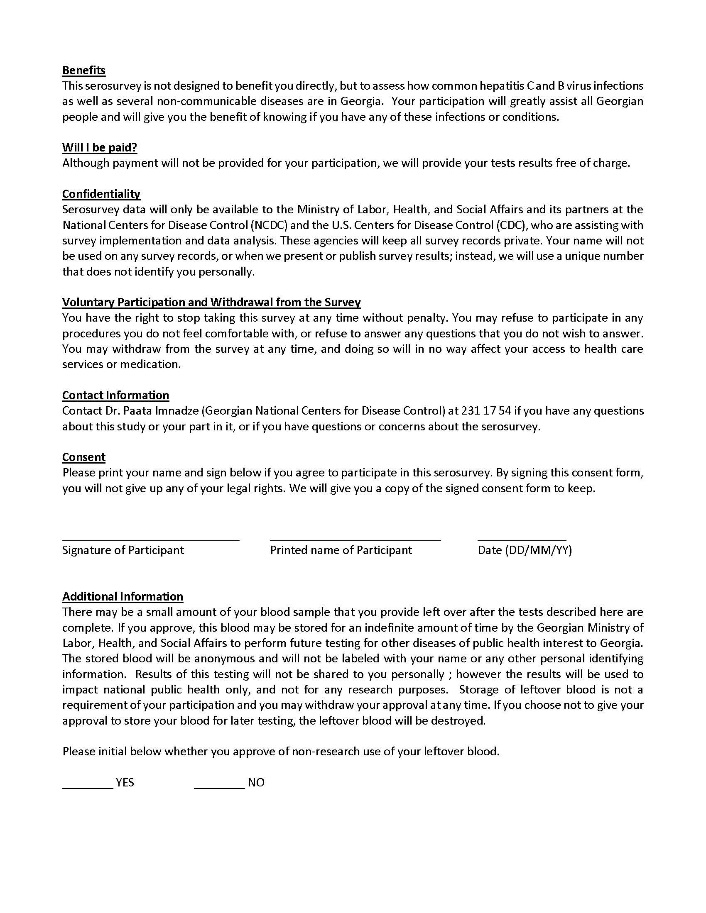 Benefits
This serosurvey is not designed to benefit you directly, but to assess how common hepatitis C and B virus infections
as well as several non-communicable diseases are in Georgia.  Your participation will greatly assist all Georgian
people and will give you the benefit of knowing if you have any of these infections or conditions.
Will I be paid?
Although payment will not be provided for your participation, we will provide your tests results free of charge.
Confidentiality
Serosurvey data will only be available to the Ministry of Labor, Health, and Social Affairs and its partners at the
National Centers for Disease Control (NCDC) and the U.S. Centers for Disease Control (CDC), who are assisting with
survey implementation and data analysis. These agencies will keep all survey records private. Your name will not
be used on any survey records, or when we present or publish survey results; instead, we will use a unique number
that does not identify you personally.
Voluntary Participation and Withdrawal from the Survey
You have the right to stop taking this survey at any time without penalty. You may refuse to participate in any
procedures you do not feel comfortable with, or refuse to answer any questions that you do not wish to answer.
You may withdraw from the survey at any time, and doing so will in no way affect your access to health care
services or medication.
Contact Information
Contact Dr. Paata Imnadze (Georgian National Centers for Disease Control) at 231 17 54 if you have any questions
about this study or your part in it, or if you have questions or concerns about the serosurvey.
Consent
Please print your name and sign below if you agree to participate in this serosurvey. By signing this consent form,
you will not give up any of your legal rights. We will give you a copy of the signed consent form to keep.
Signature of Participant Printed name of Participant Date (DD/MM/YY)
Additional Information
There may be a small amount of your blood sample that you provide left over after the tests described here are
complete. If you approve, this blood may be stored for an indefinite amount of time by the Georgian Ministry of
Labor, Health, and Social Affairs to perform future testing for other diseases of public health interest to Georgia.
The stored blood will be anonymous and will not be labeled with your name or any other personal identifying
information.  Results of this testing will not be shared to you personally ; however the results will be used to
impact national public health only, and not for any research purposes.  Storage of leftover blood is not a
requirement of your participation and you may withdraw your approval at any time. If you choose not to give your
approval to store your blood for later testing, the leftover blood will be destroyed.
Please initial below whether you approve of non-research use of your leftover blood.
________ YES ________ NO